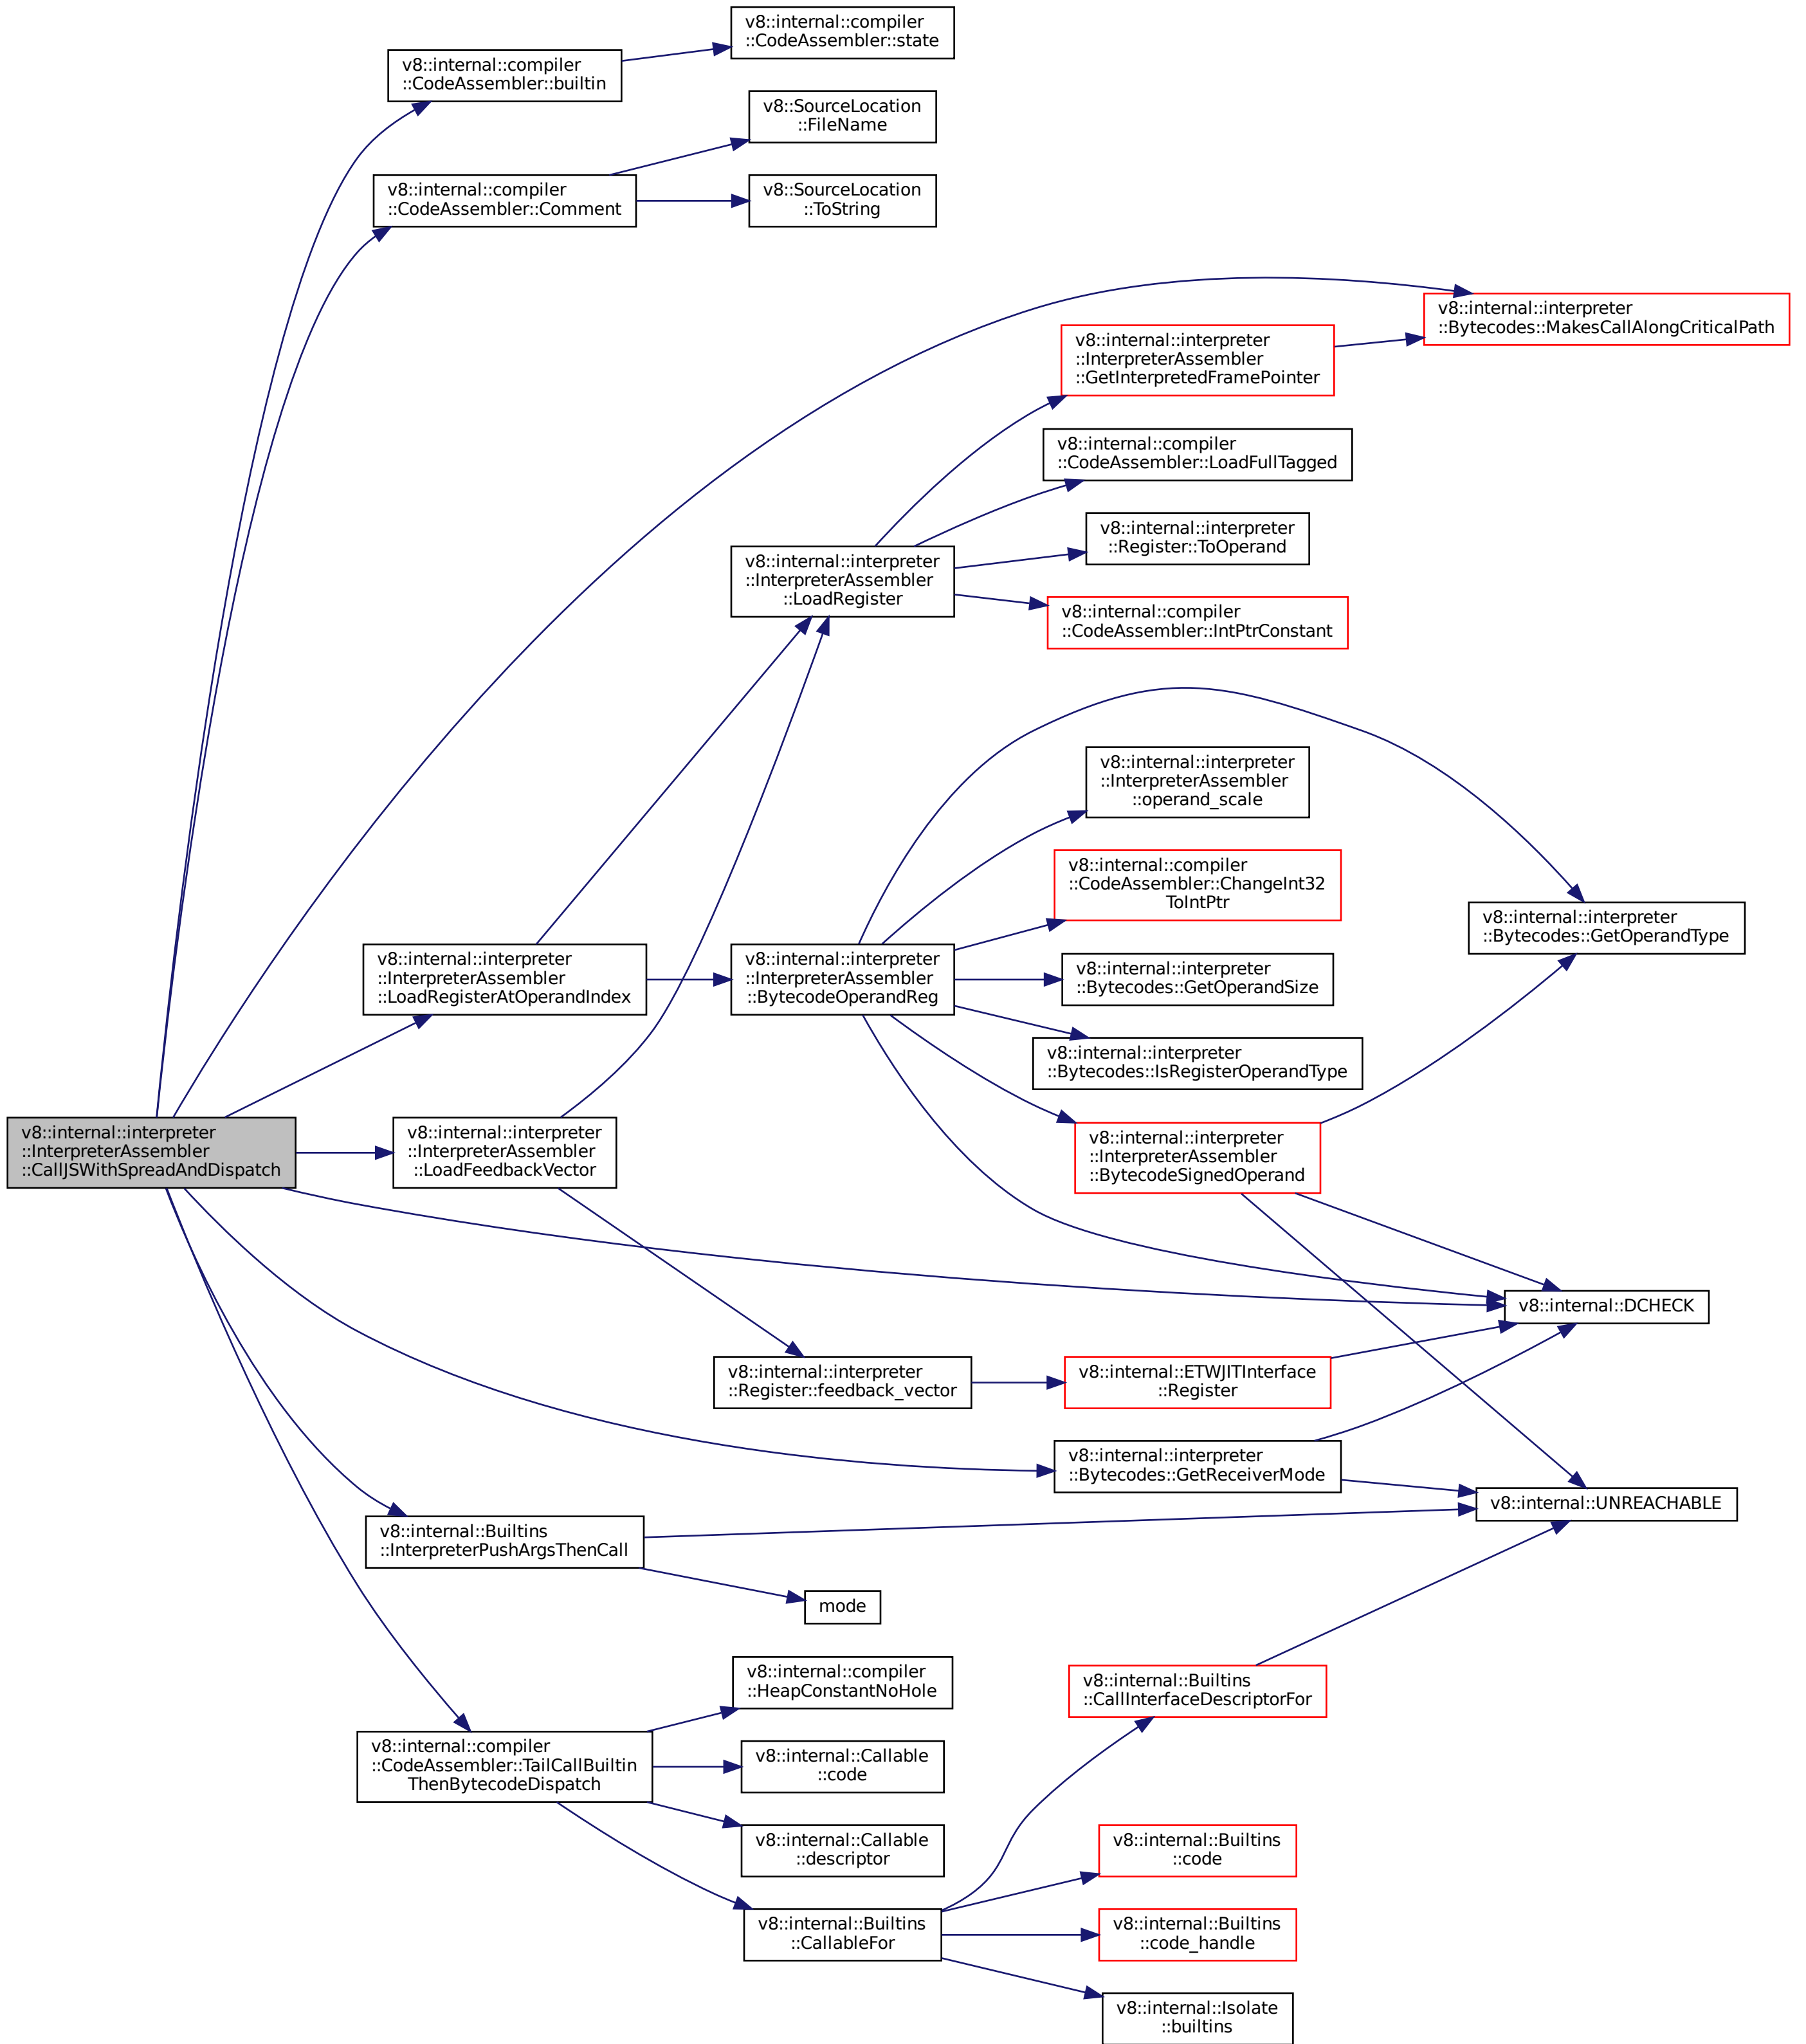 v8::internal::compiler
::CodeAssembler::state
v8::internal::compiler
::CodeAssembler::builtin
v8::SourceLocation
::FileName
v8::internal::compiler
::CodeAssembler::Comment
v8::SourceLocation
::ToString
v8::internal::interpreter
::Bytecodes::MakesCallAlongCriticalPath
v8::internal::interpreter
::InterpreterAssembler
::GetInterpretedFramePointer
v8::internal::compiler
::CodeAssembler::LoadFullTagged
v8::internal::interpreter
::Register::ToOperand
v8::internal::interpreter
::InterpreterAssembler
::LoadRegister
v8::internal::compiler
::CodeAssembler::IntPtrConstant
v8::internal::interpreter
::InterpreterAssembler
::operand_scale
v8::internal::compiler
::CodeAssembler::ChangeInt32
ToIntPtr
v8::internal::interpreter
::Bytecodes::GetOperandType
v8::internal::interpreter
::InterpreterAssembler
::LoadRegisterAtOperandIndex
v8::internal::interpreter
::InterpreterAssembler
::BytecodeOperandReg
v8::internal::interpreter
::Bytecodes::GetOperandSize
v8::internal::interpreter
::Bytecodes::IsRegisterOperandType
v8::internal::interpreter
::InterpreterAssembler
::CallJSWithSpreadAndDispatch
v8::internal::interpreter
::InterpreterAssembler
::LoadFeedbackVector
v8::internal::interpreter
::InterpreterAssembler
::BytecodeSignedOperand
v8::internal::DCHECK
v8::internal::interpreter
::Register::feedback_vector
v8::internal::ETWJITInterface
::Register
v8::internal::interpreter
::Bytecodes::GetReceiverMode
v8::internal::UNREACHABLE
v8::internal::Builtins
::InterpreterPushArgsThenCall
mode
v8::internal::compiler
::HeapConstantNoHole
v8::internal::Builtins
::CallInterfaceDescriptorFor
v8::internal::compiler
::CodeAssembler::TailCallBuiltin
ThenBytecodeDispatch
v8::internal::Callable
::code
v8::internal::Callable
::descriptor
v8::internal::Builtins
::code
v8::internal::Builtins
::CallableFor
v8::internal::Builtins
::code_handle
v8::internal::Isolate
::builtins